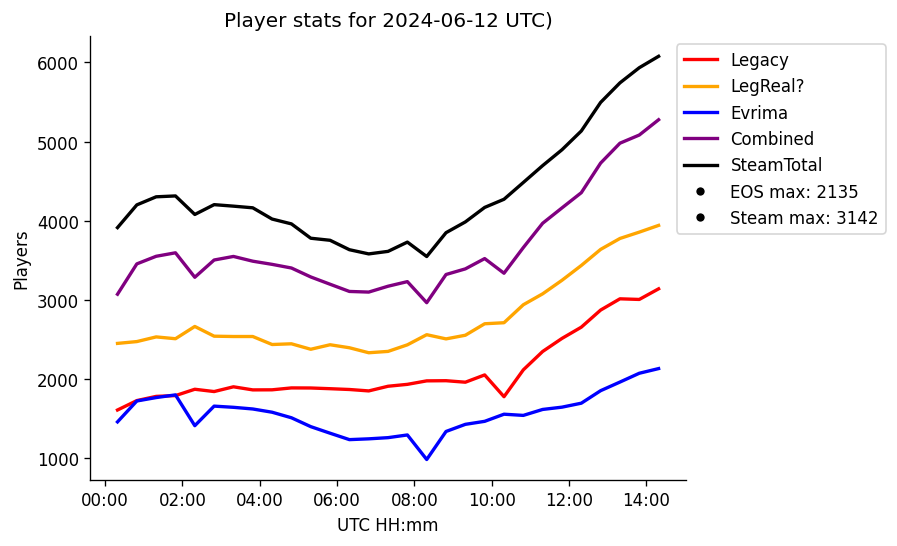 Player stats for 2024-06-12 UTC)
Players
6000
5000
4000
3000
2000
1000
00:00 02:00 04:00 06:00 08:00 10:00 12:00 14:00
UTC HH:mm
Legacy
LegReal?
Evrima
Combined
SteamTotal
EOS max: 2135
Steam max: 3142